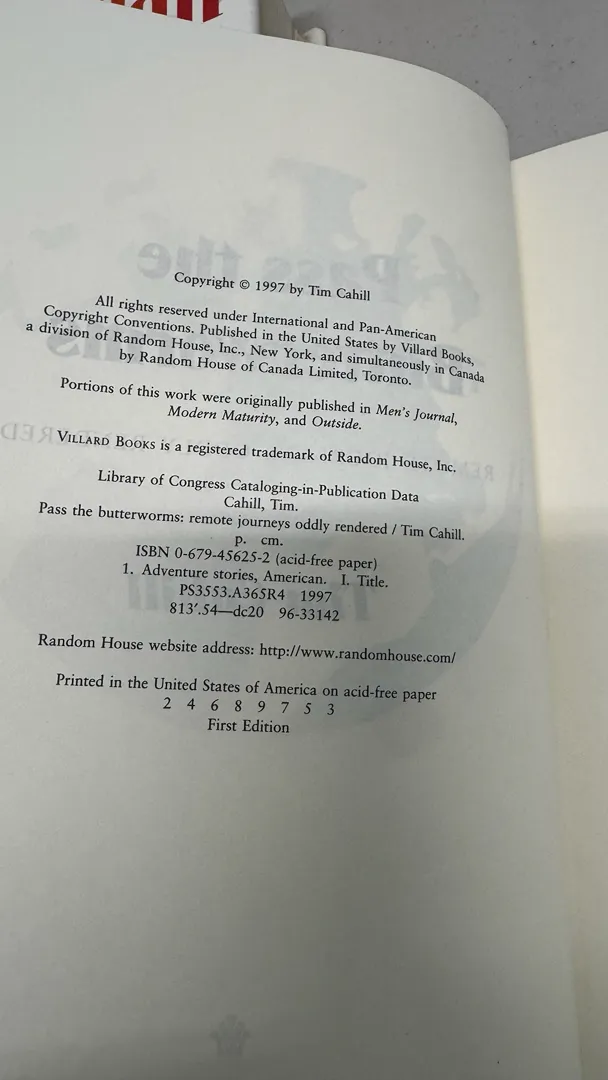 Copyright © 1997 by Tim Cahill
All rights reserved under International and Pan-American
Copyright Conventions. Published in the United States by Villard Books,
a division of Random House, Inc., New York, and simultaneously in Canada
by Random House of Canada Limited, Toronto.
Portions of this work were originally published in Men's Journal,
Modern Maturity, and Outside.
VILLARD BOOKS is a registered trademark of Random House, Inc.
Library of Congress Cataloging-in-Publication Data
Cahill, Tim.
Pass the butterworms: remote journeys oddly rendered / Tim Cahill.
p. cm.
ISBN 0-679-45625-2 (acid-free paper)
1. Adventure stories, American. I. Title.
PS3553.A365R4 1997
813'.54—dc20 96-33142
Random House website address: http://www.randomhouse.com/
Printed in the United States of America on acid-free paper
2 4 6 8 9 7 5 3
First Edition